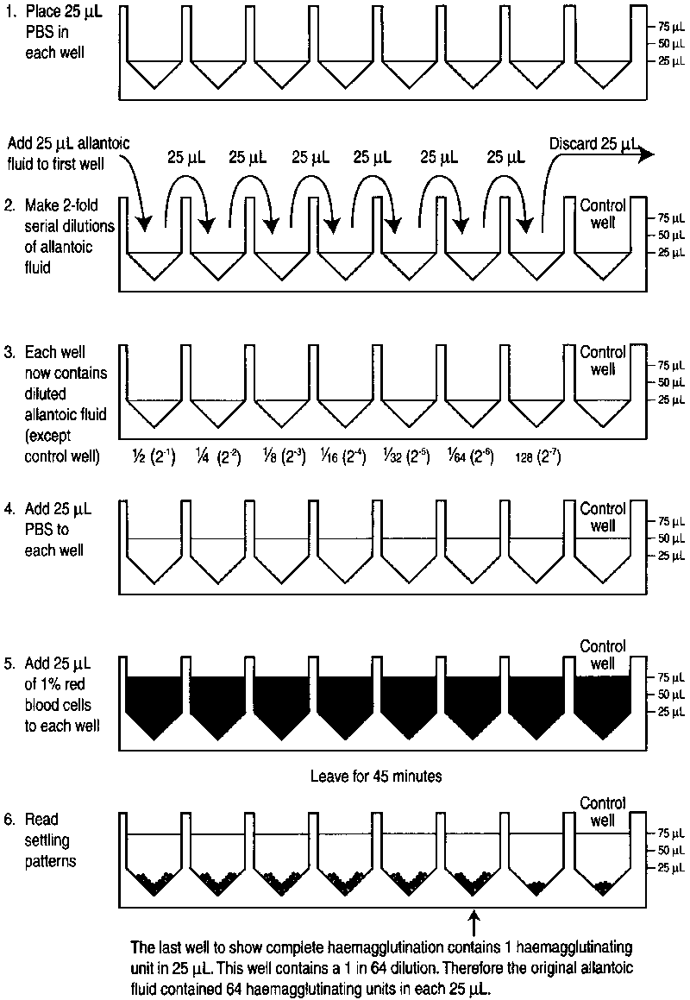 1. Place 25 µL
PBS in
each well
75 µL
50 µL
25 µL
Add 25 µL allantoic
fluid to first well
25 µL 25 µL 25 µL 25 µL 25 µL 25 µL
Discard 25 µL
2. Make 2-fold
serial dilutions
of allantoic
fluid
Control
well
75 µL
50 µL
25 µL
3. Each well
now contains
diluted
allantoic fluid
(except
control well)
Control
well
75 µL
50 µL
25 µL
½ (2⁻¹) ¼ (2⁻²) ⅛ (2⁻³) 1/16 (2⁻⁴) 1/32 (2⁻⁵) 1/64 (2⁻⁶) 128 (2⁻⁷)
4. Add 25 µL
PBS to
each well
Control
well
75 µL
50 µL
25 µL
5. Add 25 µL
of 1% red
blood cells
to each well
Control
well
75 µL
50 µL
25 µL
Leave for 45 minutes
6. Read
settling
patterns
Control
well
75 µL
50 µL
25 µL
The last well to show complete haemagglutination contains 1 haemagglutinating
unit in 25 µL. This well contains a 1 in 64 dilution. Therefore the original allantoic
fluid contained 64 haemagglutinating units in each 25 µL.